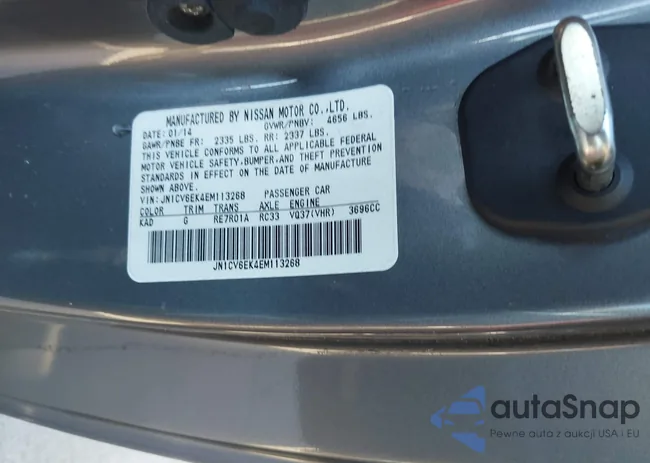 MANUFACTURED BY NISSAN MOTOR CO.,LTD.
DATE: 01/14 GVWR/PNBV: 4656 LBS.
GAWR/PNBE FR: 2335 LBS. RR: 2337 LBS.
THIS VEHICLE CONFORMS TO ALL APPLICABLE FEDERAL
MOTOR VEHICLE SAFETY,BUMPER,AND THEFT PREVENTION
STANDARDS IN EFFECT ON THE DATE OF MANUFACTURE
SHOWN ABOVE.
VIN: JN1CV6EK4EM113268 PASSENGER CAR
COLOR TRIM TRANS AXLE ENGINE
KAD G RE7R01A RC33 VQ37(VHR) 3696CC
JN1CV6EK4EM113268
autaSnap
Pewne auta z aukcji USA i EU